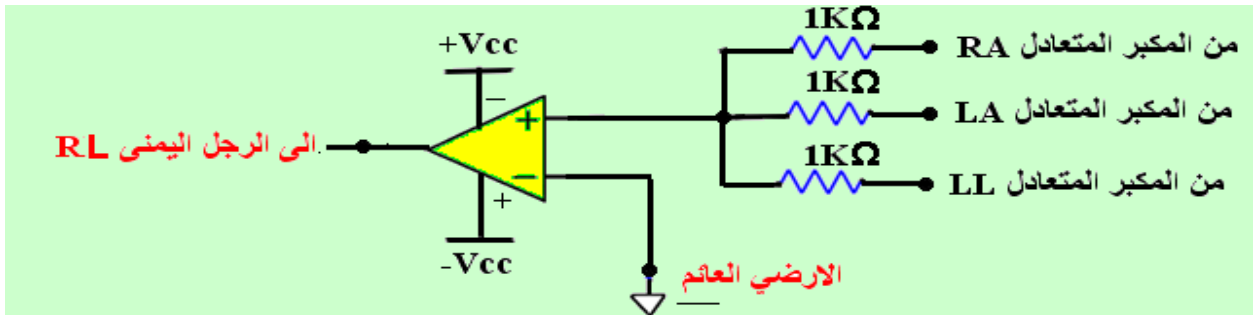 1KΩ
من المكبر المتعادل RA
+Vcc
1KΩ
−
من المكبر المتعادل LA
+
الى الرجل اليمنى RL.
1KΩ
−
من المكبر المتعادل LL
+
-Vcc
الارضي العائم